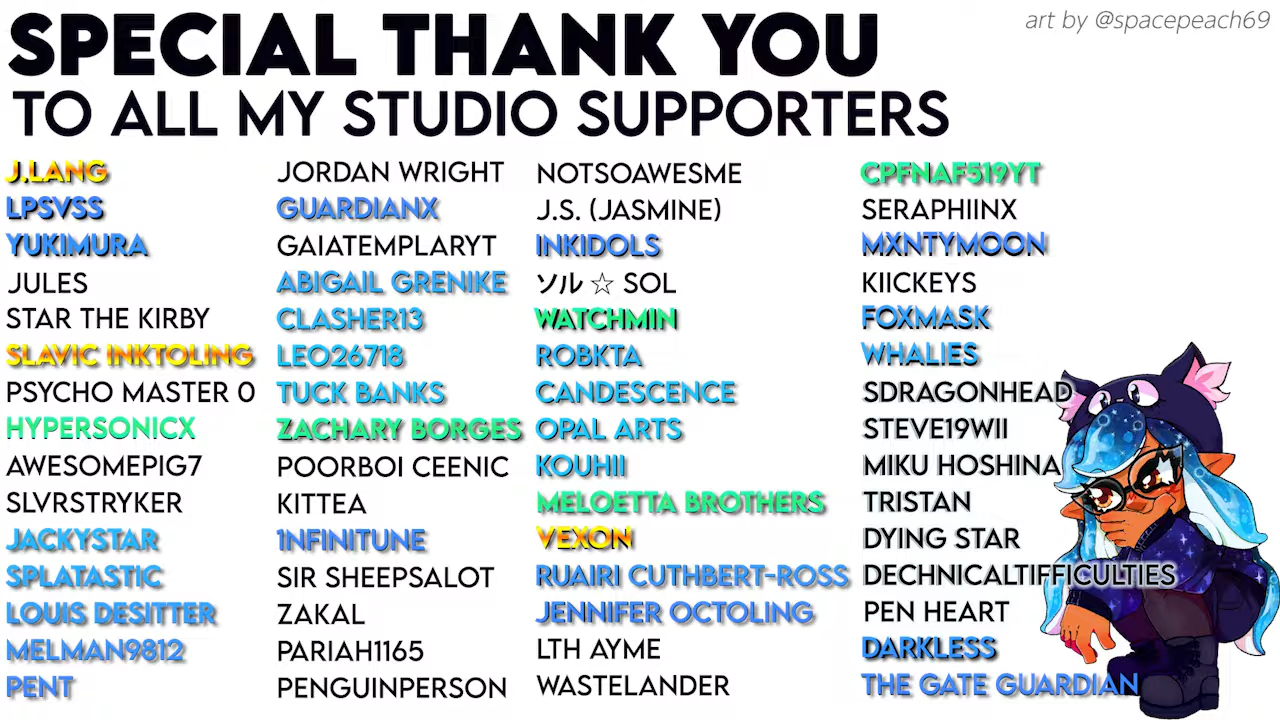 SPECIAL THANK YOU
art by @spacepeach69
TO ALL MY STUDIO SUPPORTERS
J.LANG
LPSVSS
YUKIMURA
JULES
STAR THE KIRBY
SLAVIC INKTOLING
PSYCHO MASTER O
HYPERSONICX
AWESOMEPIG7
SLVRSTRYKER
JACKYSTAR
SPLATASTIC
LOUIS DESITTER
MELMAN9812
PENT
JORDAN WRIGHT
GUARDIANX
GAIATEMPLARYT
ABIGAIL GRENIKE
CLASHER13
LEO26718
TUCK BANKS
ZACHARY BORGES
POORBOI CEENIC
KITTEA
1NFINITUNE
SIR SHEEPSALOT
ZAKAL
PARIAH1165
PENGUINPERSON
NOTSOAWESME
J.S. (JASMINE)
INKIDOLS
ソル ☆ SOL
WATCHMIN
ROBKTA
CANDESCENCE
OPAL ARTS
KOUHII
MELOETTA BROTHERS
VEXON
RUAIRI CUTHBERT-ROSS
JENNIFER OCTOLING
LTH AYME
WASTELANDER
CPFNAF519YT
SERAPHIINX
MXNTYMOON
KIICKEYS
FOXMASK
WHALIES
SDRAGONHEAD
STEVE19WII
MIKU HOSHINA
TRISTAN
DYING STAR
DECHNICALTIFFICULTIES
PEN HEART
DARKLESS
THE GATE GUARDIAN